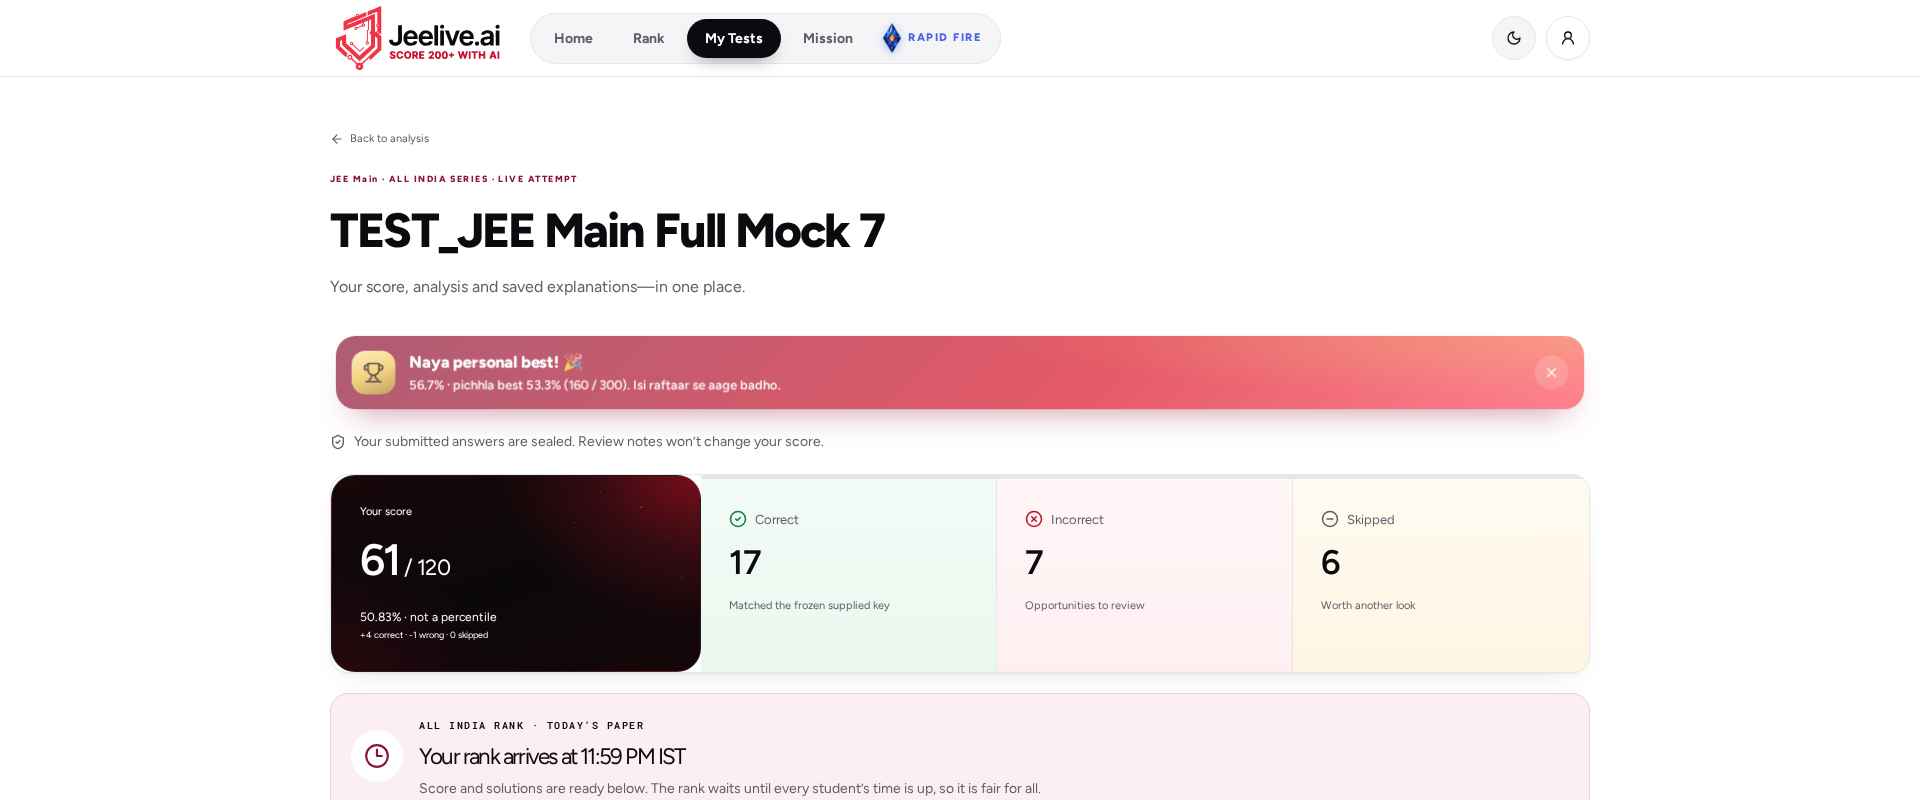 Jeelive.ai
SCORE 200+ WITH AI
Home
Rank
My Tests
Mission
RAPID FIRE
Back to analysis
JEE Main · ALL INDIA SERIES · LIVE ATTEMPT
TEST_JEE Main Full Mock 7
Your score, analysis and saved explanations—in one place.
Naya personal best! 🎉
56.7% · pichhla best 53.3% (160 / 300). Isi raftaar se aage badho.
Your submitted answers are sealed. Review notes won't change your score.
Your score
61 / 120
50.83% · not a percentile
+4 correct · -1 wrong · 0 skipped
Correct
17
Matched the frozen supplied key
Incorrect
7
Opportunities to review
Skipped
6
Worth another look
ALL INDIA RANK · TODAY'S PAPER
Your rank arrives at 11:59 PM IST
Score and solutions are ready below. The rank waits until every student's time is up, so it is fair for all.